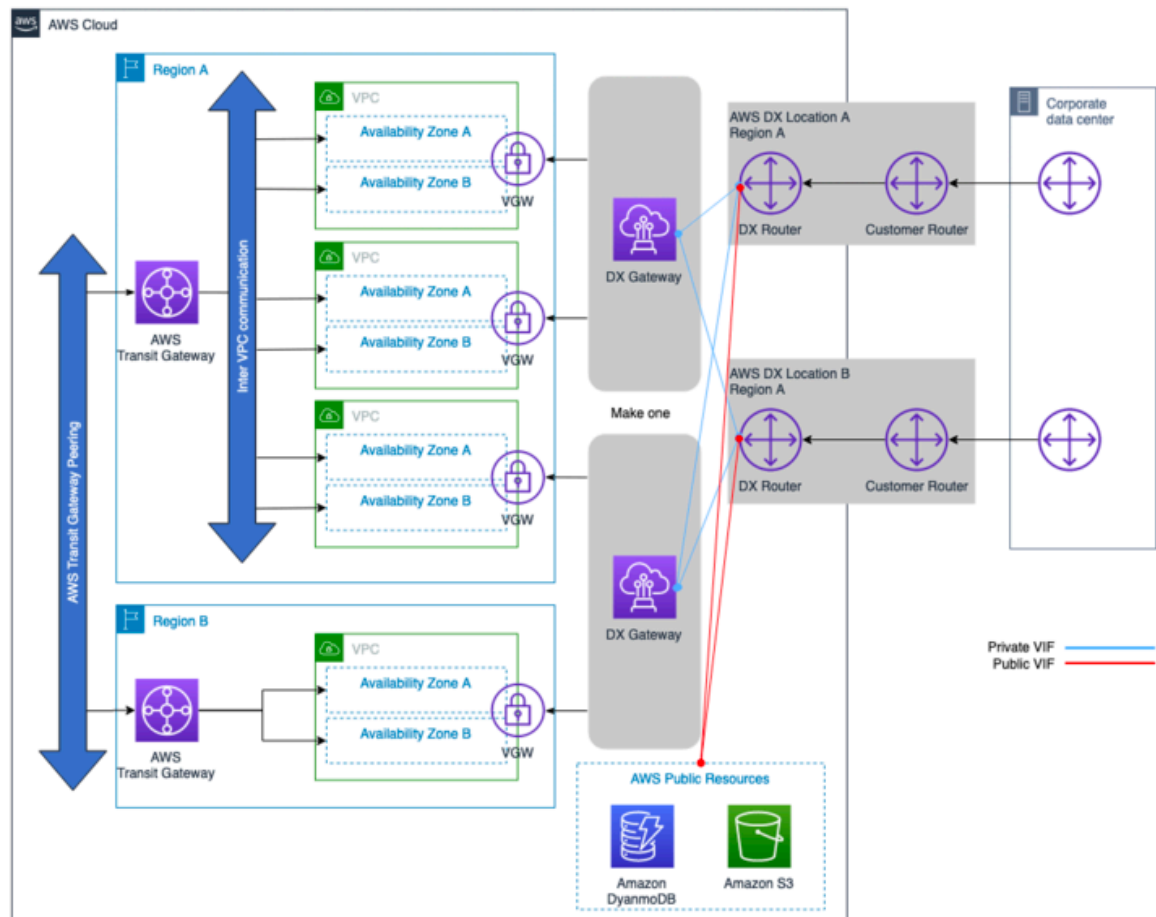 aws
AWS Cloud
Region A
VPC
Availability Zone A
Availability Zone B
VGW
VPC
Availability Zone A
Availability Zone B
VGW
VPC
Availability Zone A
Availability Zone B
VGW
Inter VPC communication
AWS
Transit Gateway
AWS Transit Gateway Peering
Region B
AWS
Transit Gateway
VPC
Availability Zone A
Availability Zone B
VGW
DX Gateway
Make one
DX Gateway
AWS DX Location A
Region A
DX Router
Customer Router
AWS DX Location B
Region A
DX Router
Customer Router
Corporate
data center
Private VIF
Public VIF
AWS Public Resources
Amazon
DyanmoDB
Amazon S3